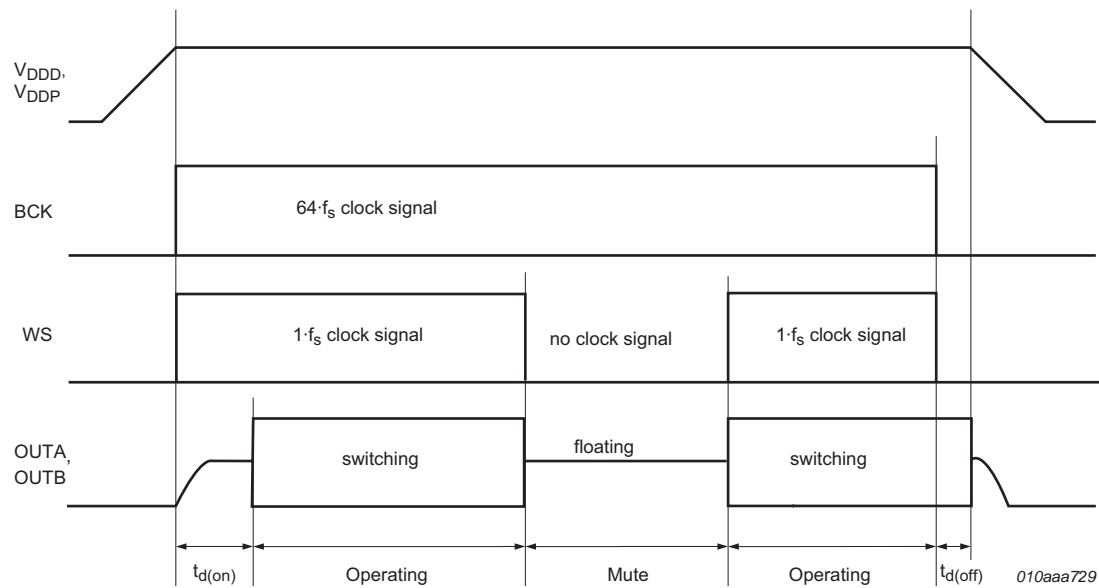 VDDD,
VDDP
BCK
64·fs clock signal
WS
1·fs clock signal
no clock signal
1·fs clock signal
OUTA,
OUTB
switching
floating
switching
td(on)
Operating
Mute
Operating
td(off)
010aaa729